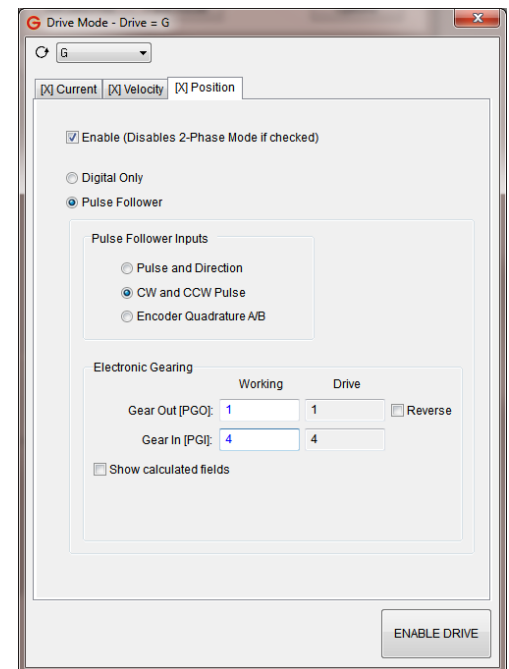 G Drive Mode - Drive = G
G
[X] Current [X] Velocity [X] Position
Enable (Disables 2-Phase Mode if checked)
Digital Only
Pulse Follower
Pulse Follower Inputs
Pulse and Direction
CW and CCW Pulse
Encoder Quadrature A/B
Electronic Gearing
Working Drive
Gear Out [PGO]: 1 1 Reverse
Gear In [PGI]: 4 4
Show calculated fields
ENABLE DRIVE